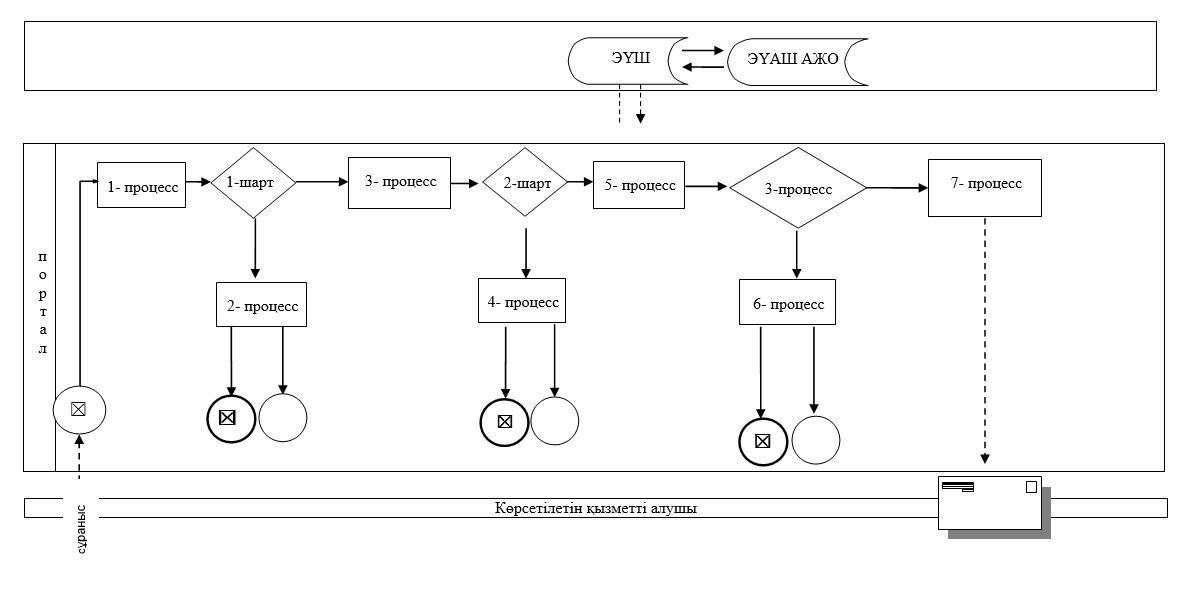 ЭҮШ
ЭҮАШ АЖО
1- процесс
1-шарт
3- процесс
2-шарт
5- процесс
3-процесс
7- процесс
портал
2- процесс
4- процесс
6- процесс
Көрсетілетін қызметті алушы
сұраныс